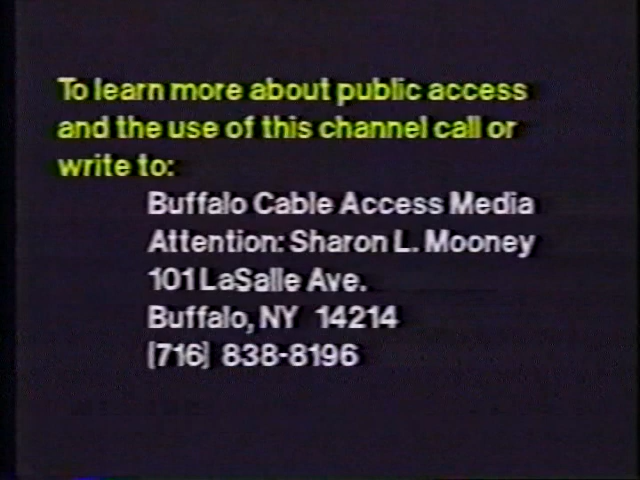 To learn more about public access
and the use of this channel call or
write to:
Buffalo Cable Access Media
Attention: Sharon L. Mooney
101 LaSalle Ave.
Buffalo, NY 14214
(716) 838-8196